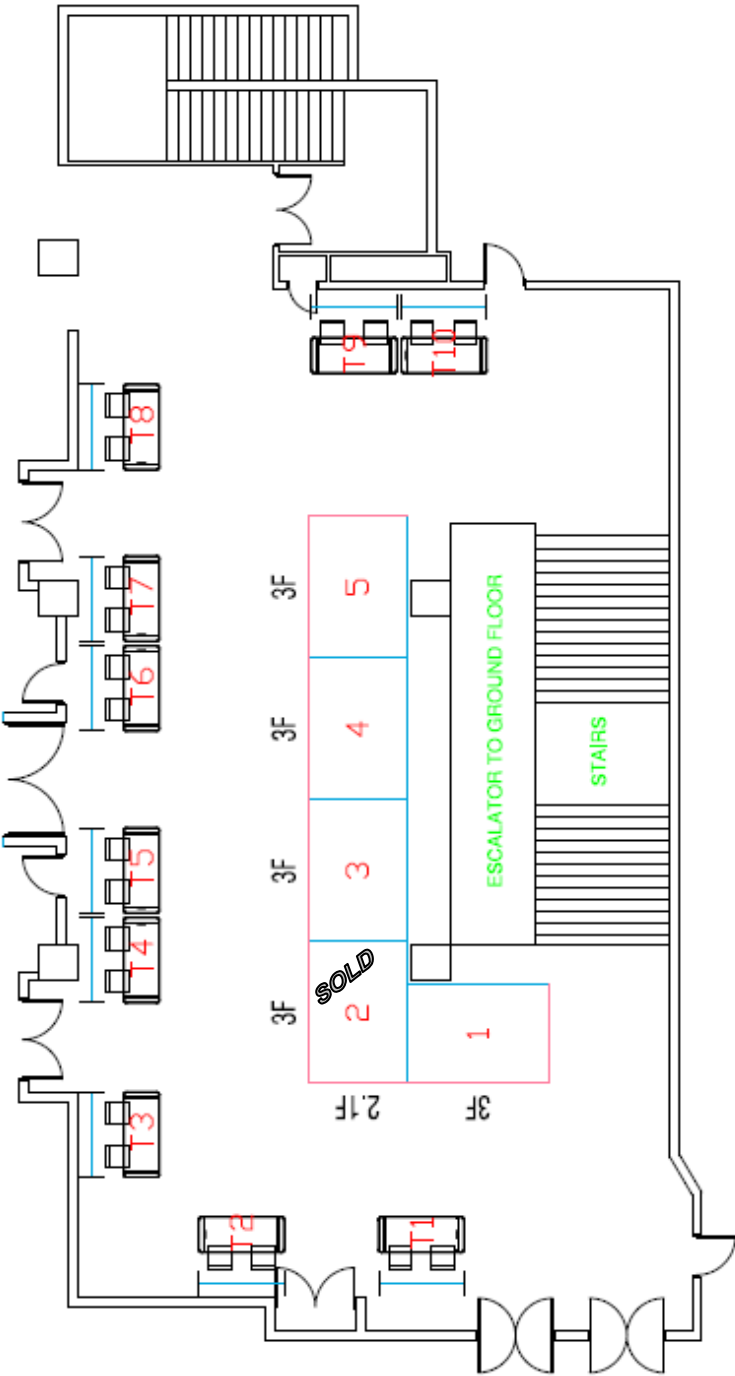 T9
T10
T8
T7
T6
T5
T4
T3
T2
T1
3F
5
3F
4
3F
3
3F
2
SOLD
1
2.1F
3F
ESCALATOR TO GROUND FLOOR
STAIRS